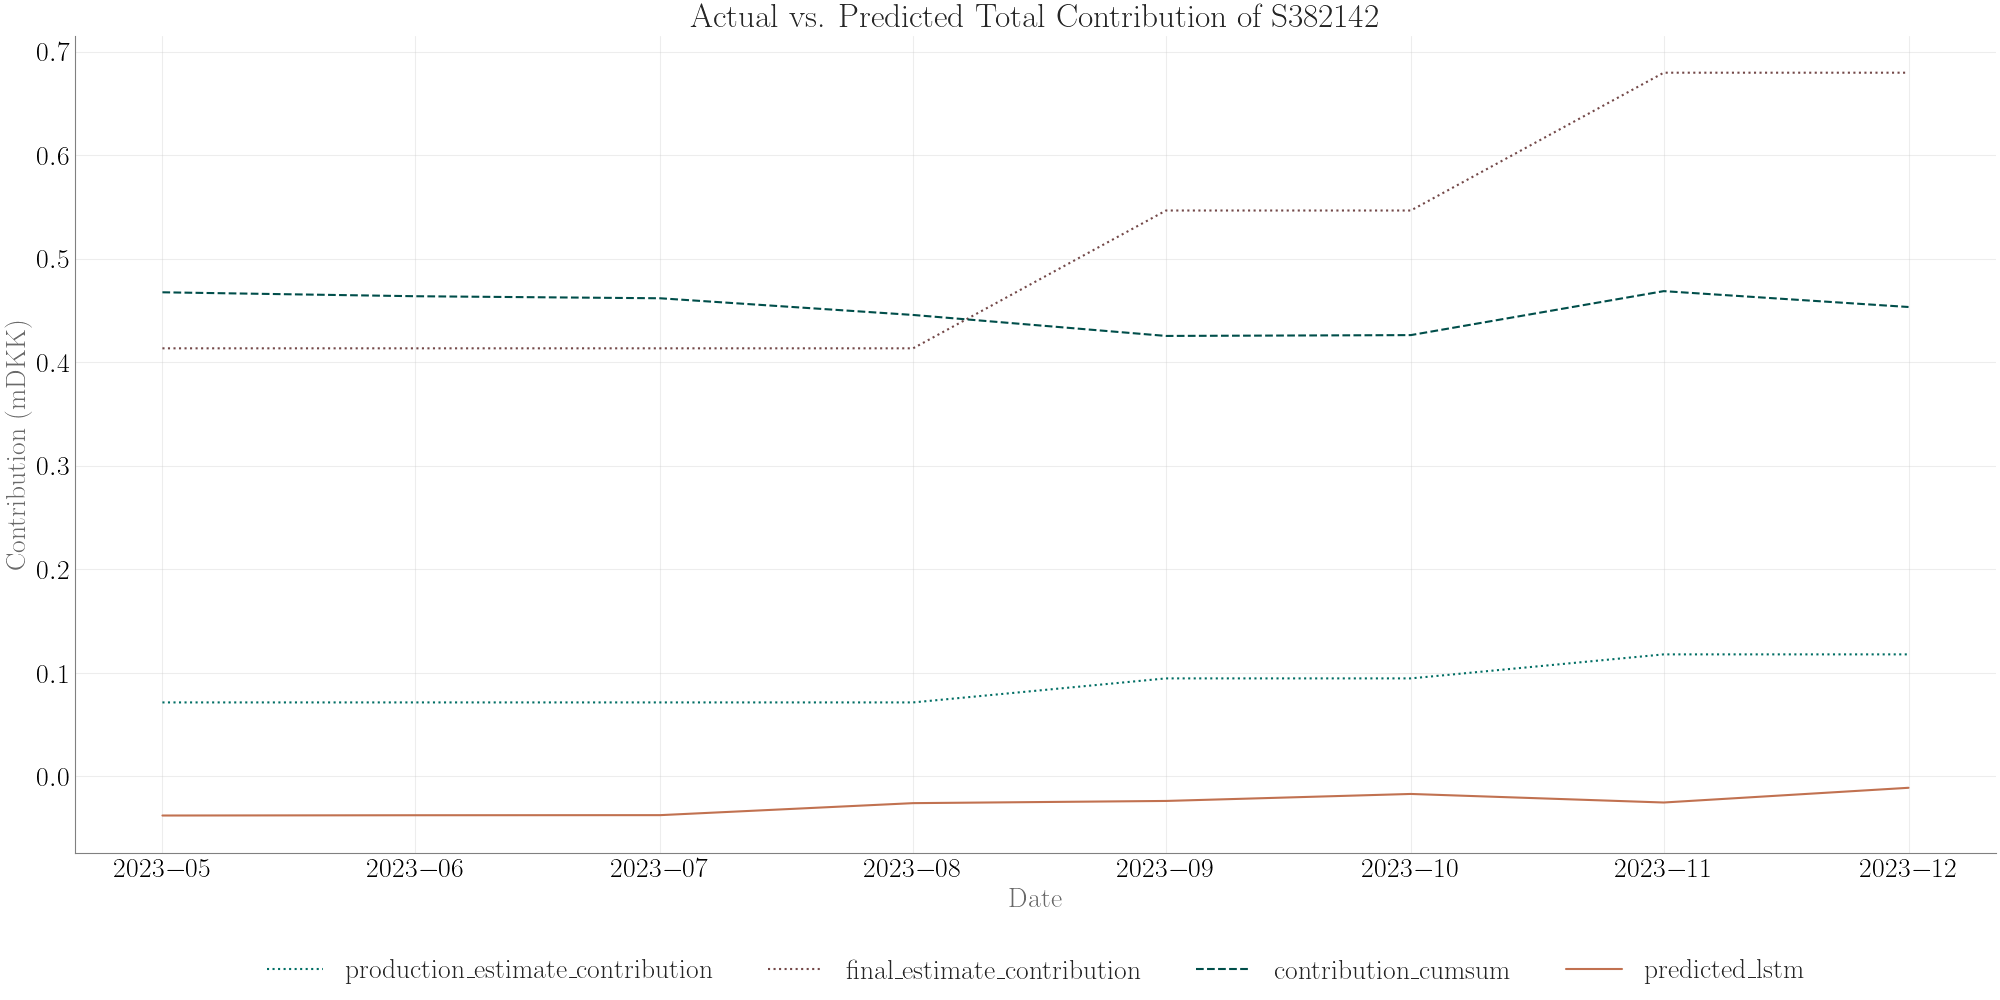 Actual vs. Predicted Total Contribution of S382142
0.7
0.6
0.5
0.4
0.3
0.2
0.1
0.0
Contribution (mDKK)
2023–05 2023–06 2023–07 2023–08 2023–09 2023–10 2023–11 2023–12
Date
production_estimate_contribution final_estimate_contribution contribution_cumsum predicted_lstm